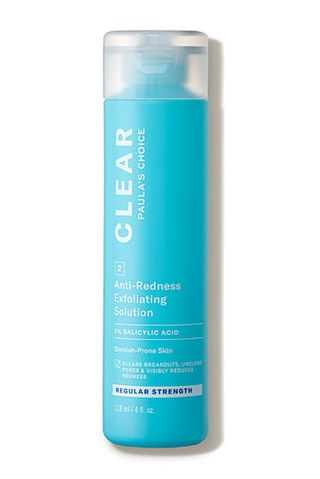 CLEAR
PAULA'S CHOICE
2
Anti-Redness
Exfoliating
Solution
2% SALICYLIC ACID
Blemish-Prone Skin
CLEARS BREAKOUTS, UNCLOGS
PORES & VISIBLY REDUCES
REDNESS
REGULAR STRENGTH
118 ml / 4 fl. oz.